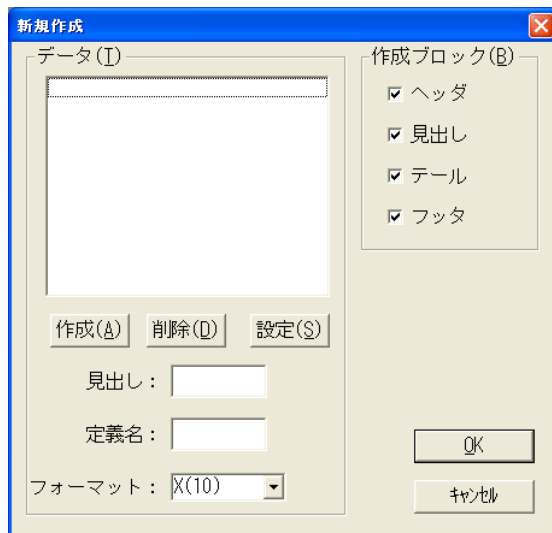 新規作成
データ(T)
作成(A) 削除(D) 設定(S)
見出し：
定義名：
フォーマット： X(10)
作成ブロック(B)
ヘッダ
見出し
テール
フッタ
OK
ｷｬﾝｾﾙ